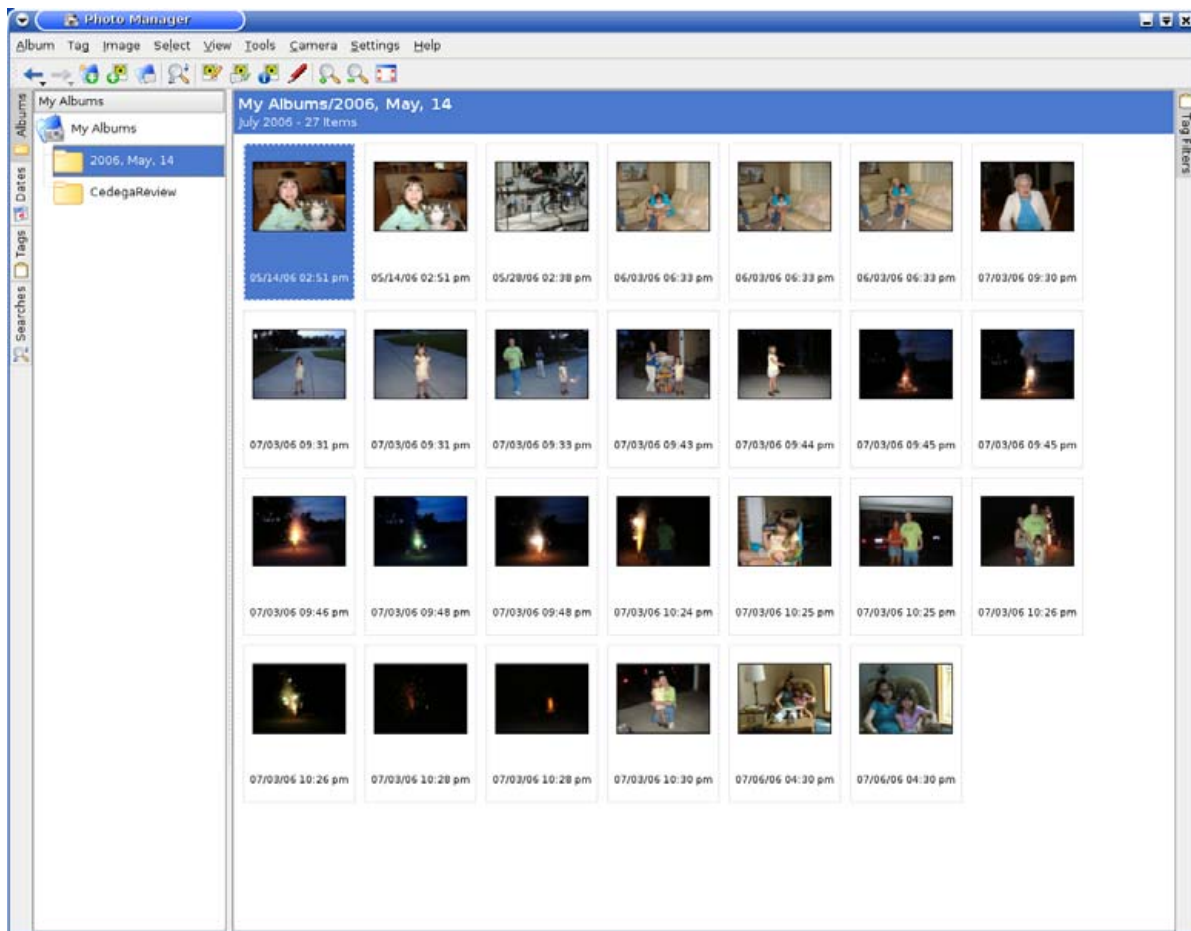 Photo Manager
Album Tag Image Select View Tools Camera Settings Help
Albums
Dates
Tags
Searches
My Albums
My Albums
2006, May, 14
CedegaReview
My Albums/2006, May, 14
July 2006 - 27 Items
Tag Filters
05/14/06 02:51 pm 05/14/06 02:51 pm 05/28/06 02:38 pm 06/03/06 06:33 pm 06/03/06 06:33 pm 06/03/06 06:33 pm 07/03/06 09:30 pm
07/03/06 09:31 pm 07/03/06 09:31 pm 07/03/06 09:33 pm 07/03/06 09:43 pm 07/03/06 09:44 pm 07/03/06 09:45 pm 07/03/06 09:45 pm
07/03/06 09:46 pm 07/03/06 09:48 pm 07/03/06 09:48 pm 07/03/06 10:24 pm 07/03/06 10:25 pm 07/03/06 10:25 pm 07/03/06 10:26 pm
07/03/06 10:26 pm 07/03/06 10:28 pm 07/03/06 10:28 pm 07/03/06 10:30 pm 07/06/06 04:30 pm 07/06/06 04:30 pm